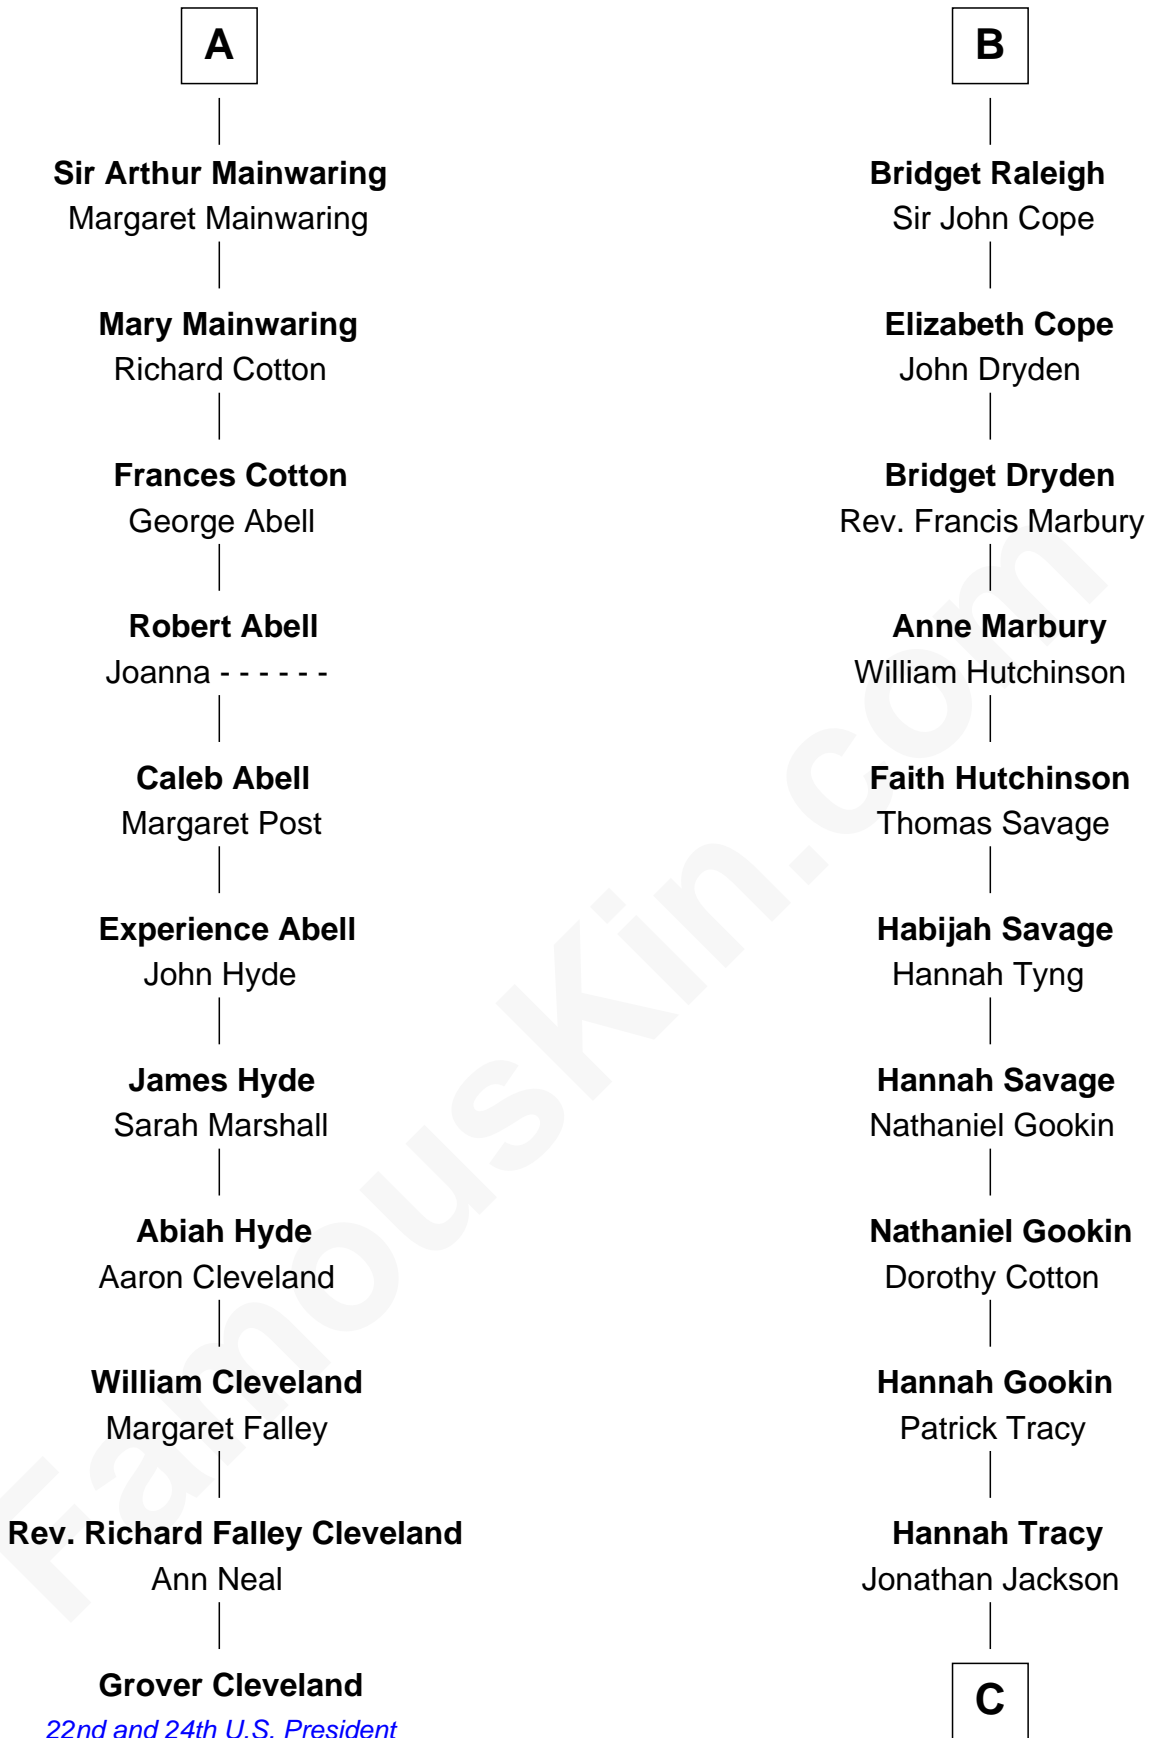 A
Sir Arthur Mainwaring
Margaret Mainwaring
Mary Mainwaring
Richard Cotton
Frances Cotton
George Abell
Robert Abell
Joanna - - - - - -
Caleb Abell
Margaret Post
Experience Abell
John Hyde
James Hyde
Sarah Marshall
Abiah Hyde
Aaron Cleveland
William Cleveland
Margaret Falley
Rev. Richard Falley Cleveland
Ann Neal
Grover Cleveland
22nd and 24th U.S. President
B
Bridget Raleigh
Sir John Cope
Elizabeth Cope
John Dryden
Bridget Dryden
Rev. Francis Marbury
Anne Marbury
William Hutchinson
Faith Hutchinson
Thomas Savage
Habijah Savage
Hannah Tyng
Hannah Savage
Nathaniel Gookin
Nathaniel Gookin
Dorothy Cotton
Hannah Gookin
Patrick Tracy
Hannah Tracy
Jonathan Jackson
C
FamousKin.com